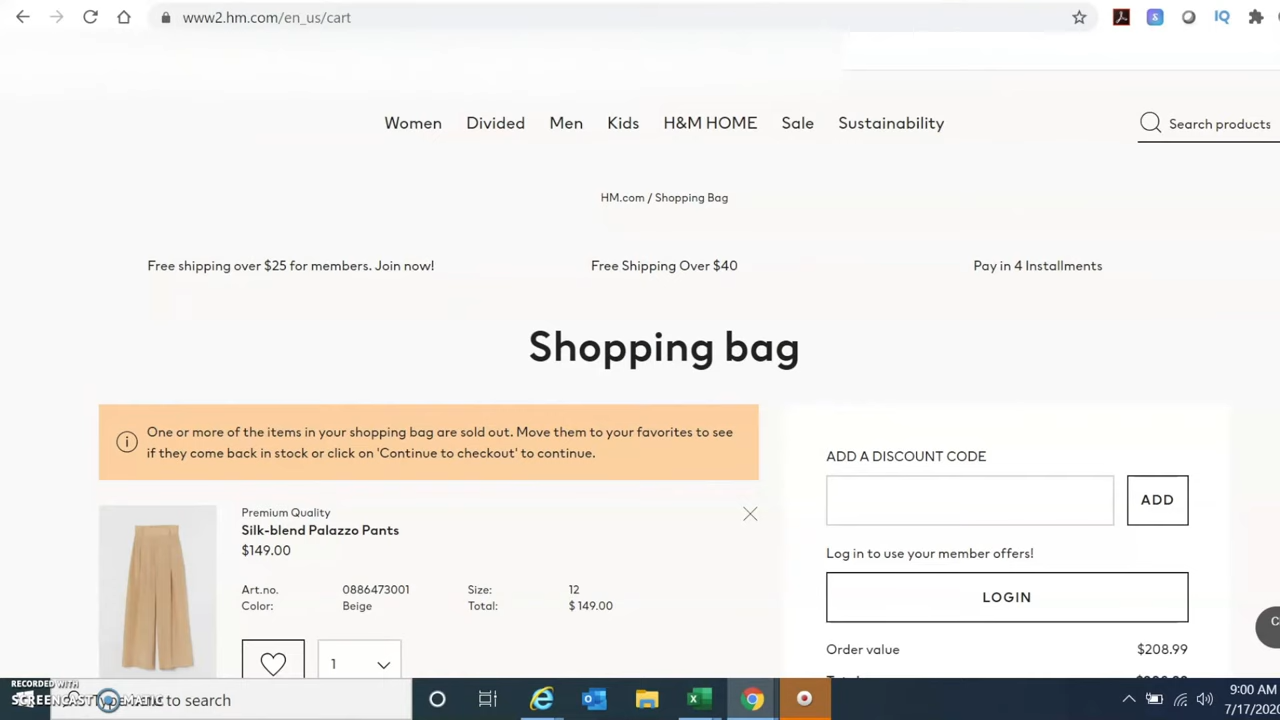 www2.hm.com/en_us/cart
IQ
Women Divided Men Kids H&M HOME Sale Sustainability
Search products
HM.com / Shopping Bag
Free shipping over $25 for members. Join now! Free Shipping Over $40 Pay in 4 Installments
Shopping bag
One or more of the items in your shopping bag are sold out. Move them to your favorites to see
if they come back in stock or click on 'Continue to checkout' to continue.
Premium Quality
Silk-blend Palazzo Pants
$149.00
Art.no. 0886473001 Size: 12
Color: Beige Total: $ 149.00
1
ADD A DISCOUNT CODE
ADD
Log in to use your member offers!
LOGIN
Order value $208.99
RECORDED WITH
SCREENCAST MATIC
to search
9:00 AM
7/17/2020